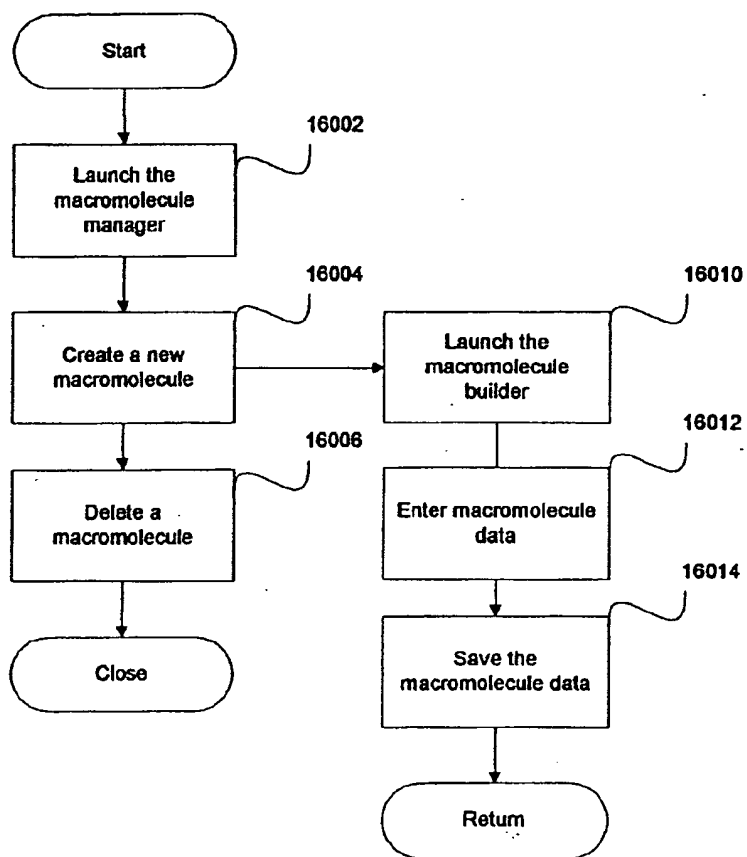 Start
16002
Launch the
macromolecule
manager
16004
Create a new
macromolecule
16006
Delete a
macromolecule
Close
16010
Launch the
macromolecule
builder
16012
Enter macromolecule
data
16014
Save the
macromolecule data
Return